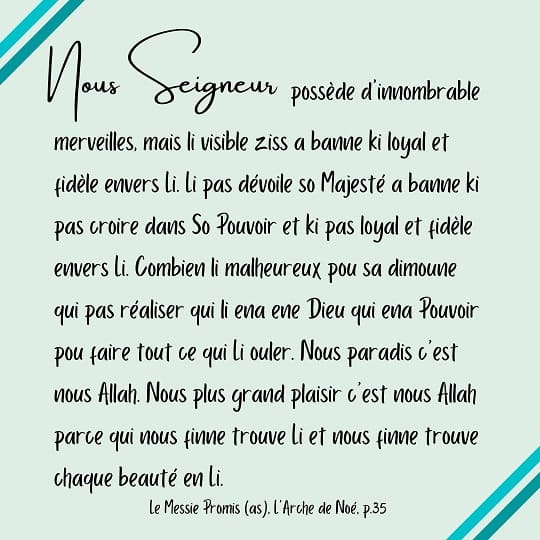 Nous Seigneur possède d'innombrable
merveilles, mais li visible ziss a banne ki loyal et
fidèle envers Li. Li pas dévoile so Majesté a banne ki
pas croire dans So Pouvoir et ki pas loyal et fidèle
envers Li. Combien li malheureux pou sa dimoune
qui pas réaliser qui li ena ene Dieu qui ena Pouvoir
pou faire tout ce qui Li ouler. Nous paradis c'est
nous Allah. Nous plus grand plaisir c'est nous Allah
parce qui nous finne trouve Li et nous finne trouve
chaque beauté en Li.
Le Messie Promis (as), L'Arche de Noé, p.35